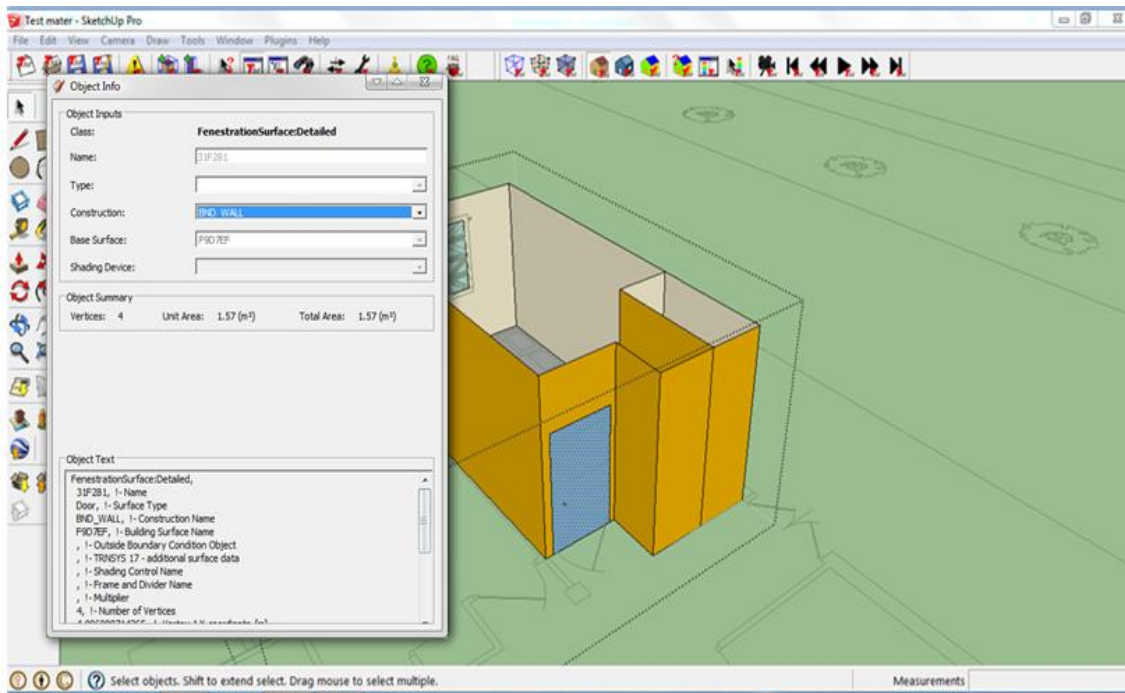 Test mater - SketchUp Pro
File Edit View Camera Draw Tools Window Plugins Help
Object Info
Object Inputs
Class: FenestrationSurface:Detailed
Name: 31F2B1
Type:
Construction: BND_WALL
Base Surface: F9D7EF
Shading Device:
Object Summary
Vertices: 4 Unit Area: 1.57 (m²) Total Area: 1.57 (m²)
Object Text
FenestrationSurface:Detailed,
31F2B1, !- Name
Door, !- Surface Type
BND_WALL, !- Construction Name
F9D7EF, !- Building Surface Name
, !- Outside Boundary Condition Object
, !- TRNSYS 17 - additional surface data
, !- Shading Control Name
, !- Frame and Divider Name
, !- Multiplier
4, !- Number of Vertices
Select objects. Shift to extend select. Drag mouse to select multiple.
Measurements